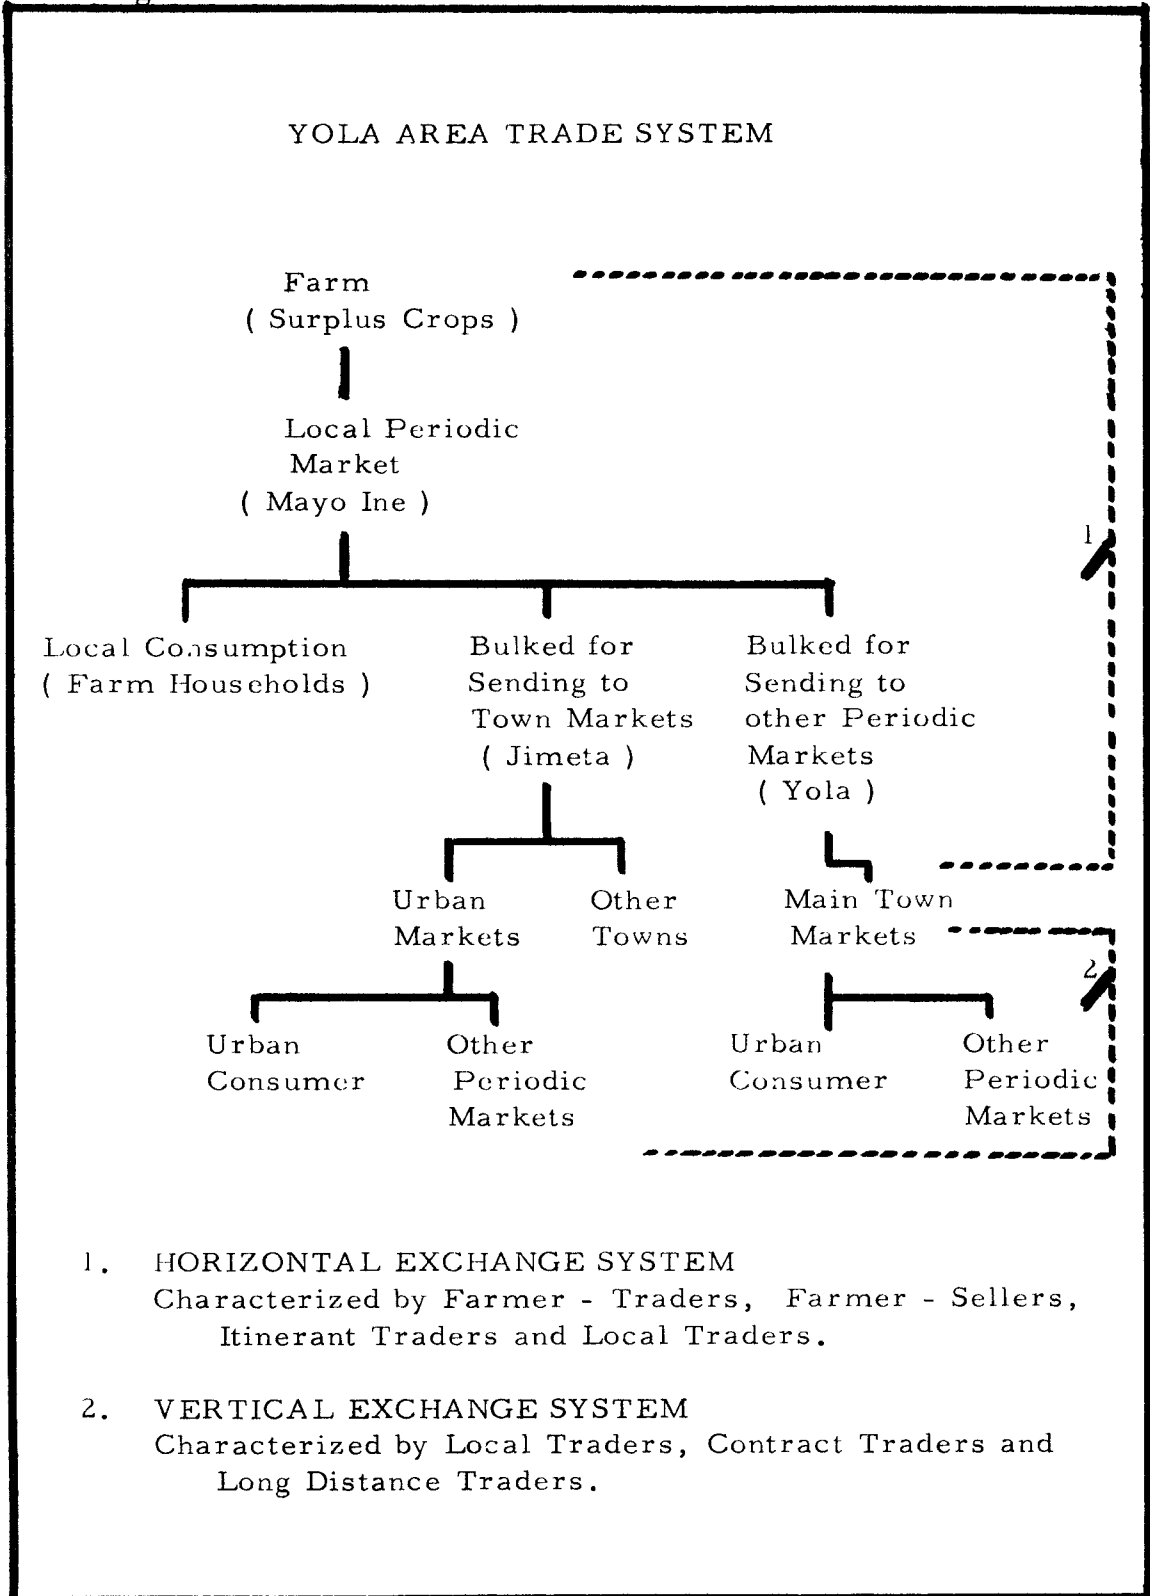 YOLA AREA TRADE SYSTEM
Farm
( Surplus Crops )
Local Periodic
Market
( Mayo Ine )
1
Local Consumption
( Farm Households )
Bulked for
Sending to
Town Markets
( Jimeta )
Bulked for
Sending to
other Periodic
Markets
( Yola )
Urban
Markets
Other
Towns
Main Town
Markets
2
Urban
Consumer
Other
Periodic
Markets
Urban
Consumer
Other
Periodic
Markets
1. HORIZONTAL EXCHANGE SYSTEM
Characterized by Farmer - Traders, Farmer - Sellers,
Itinerant Traders and Local Traders.
2. VERTICAL EXCHANGE SYSTEM
Characterized by Local Traders, Contract Traders and
Long Distance Traders.